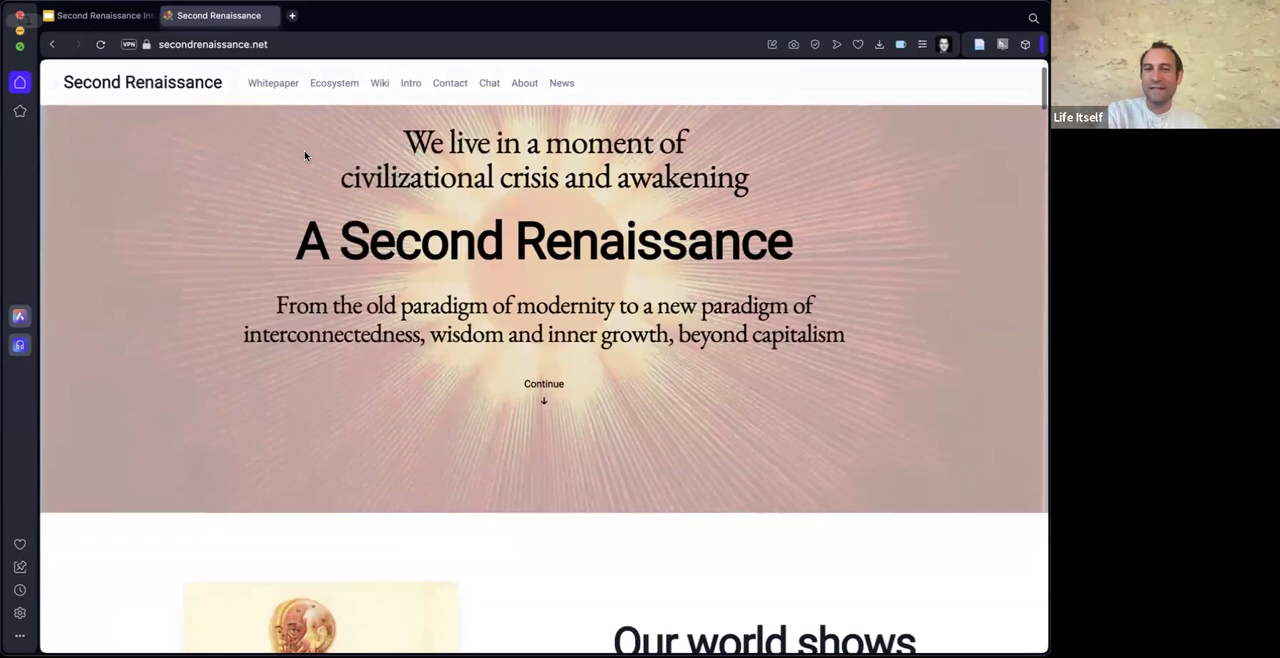 Second Renaissance Int
Second Renaissance
VPN
secondrenaissance.net
Second Renaissance
Whitepaper Ecosystem Wiki Intro Contact Chat About News
Life Itself
We live in a moment of
civilizational crisis and awakening
A Second Renaissance
From the old paradigm of modernity to a new paradigm of
interconnectedness, wisdom and inner growth, beyond capitalism
Continue
Our world shows